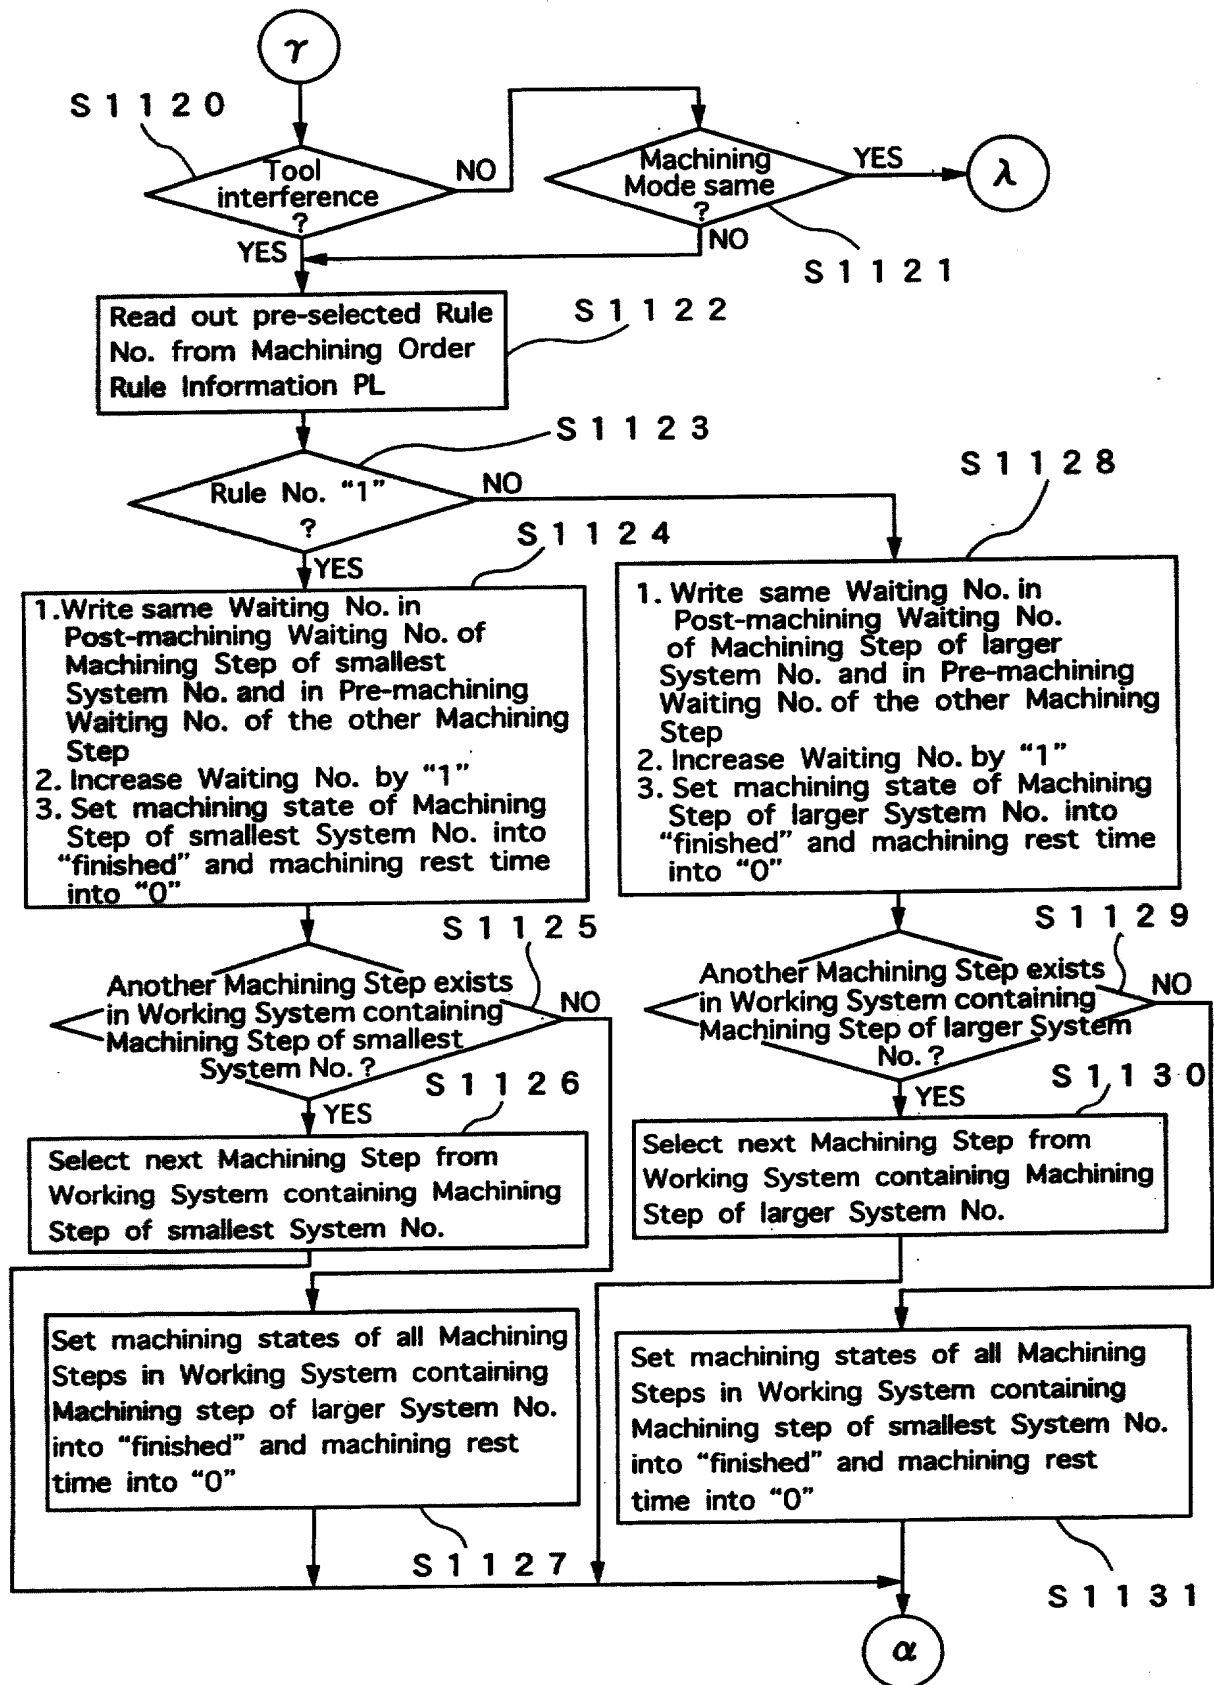 γ
S1120
Tool
interference
?
NO
YES
Machining
Mode same
?
YES
λ
NO
S1121
Read out pre-selected Rule
No. from Machining Order
Rule Information PL
S1122
S1123
Rule No. “1”
?
NO
YES
S1124
1.Write same Waiting No. in
Post-machining Waiting No. of
Machining Step of smallest
System No. and in Pre-machining
Waiting No. of the other Machining
Step
2. Increase Waiting No. by “1”
3. Set machining state of Machining
Step of smallest System No. into
“finished” and machining rest time
into “0”
S1128
1. Write same Waiting No. in
Post-machining Waiting No.
of Machining Step of larger
System No. and in Pre-machining
Waiting No. of the other Machining
Step
2. Increase Waiting No. by “1”
3. Set machining state of Machining
Step of larger System No. into
“finished” and machining rest time
into “0”
S1125
Another Machining Step exists
in Working System containing
Machining Step of smallest
System No. ?
NO
YES
S1129
Another Machining Step exists
in Working System containing
Machining Step of larger System
No. ?
NO
YES
S1126
Select next Machining Step from
Working System containing Machining
Step of smallest System No.
S1130
Select next Machining Step from
Working System containing Machining
Step of larger System No.
Set machining states of all Machining
Steps in Working System containing
Machining step of larger System No.
into “finished” and machining rest
time into “0”
S1127
Set machining states of all Machining
Steps in Working System containing
Machining step of smallest System No.
into “finished” and machining rest
time into “0”
S1131
α